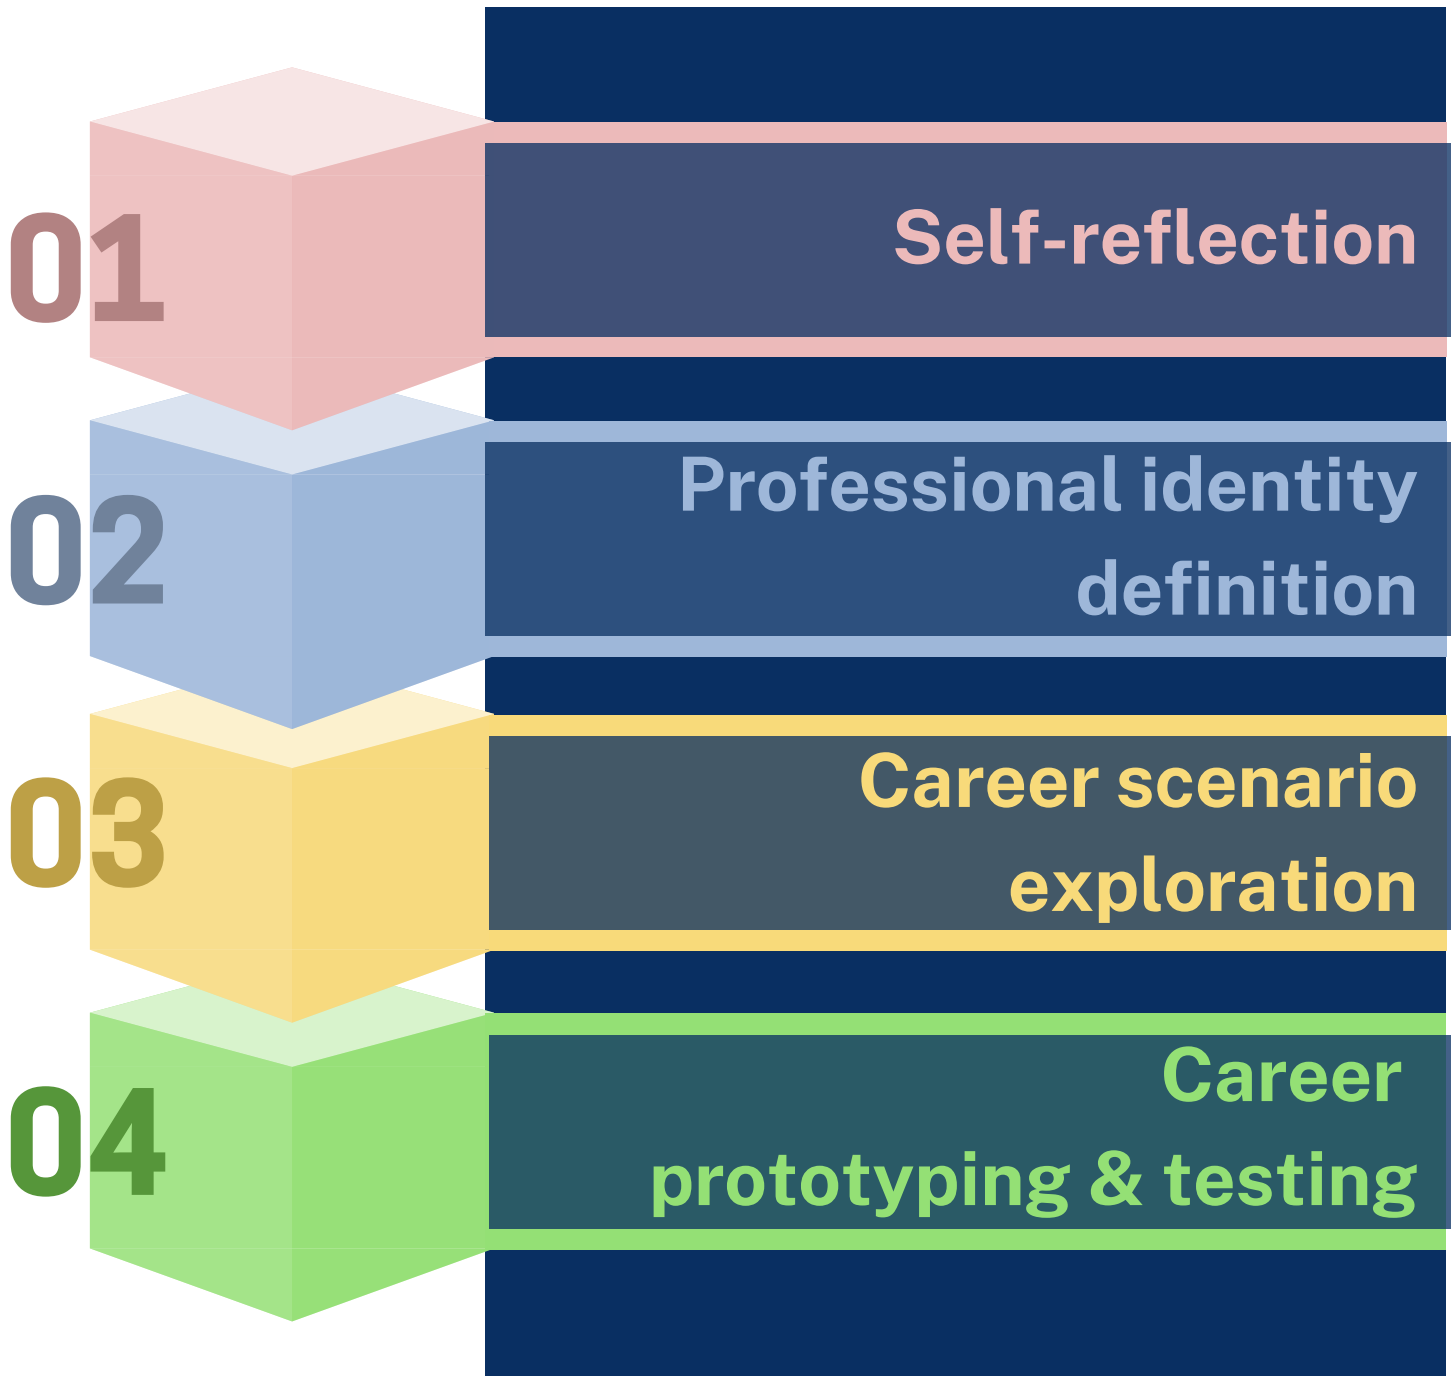 01
Self-reflection
02
Professional identity
definition
03
Career scenario
exploration
04
Career
prototyping & testing